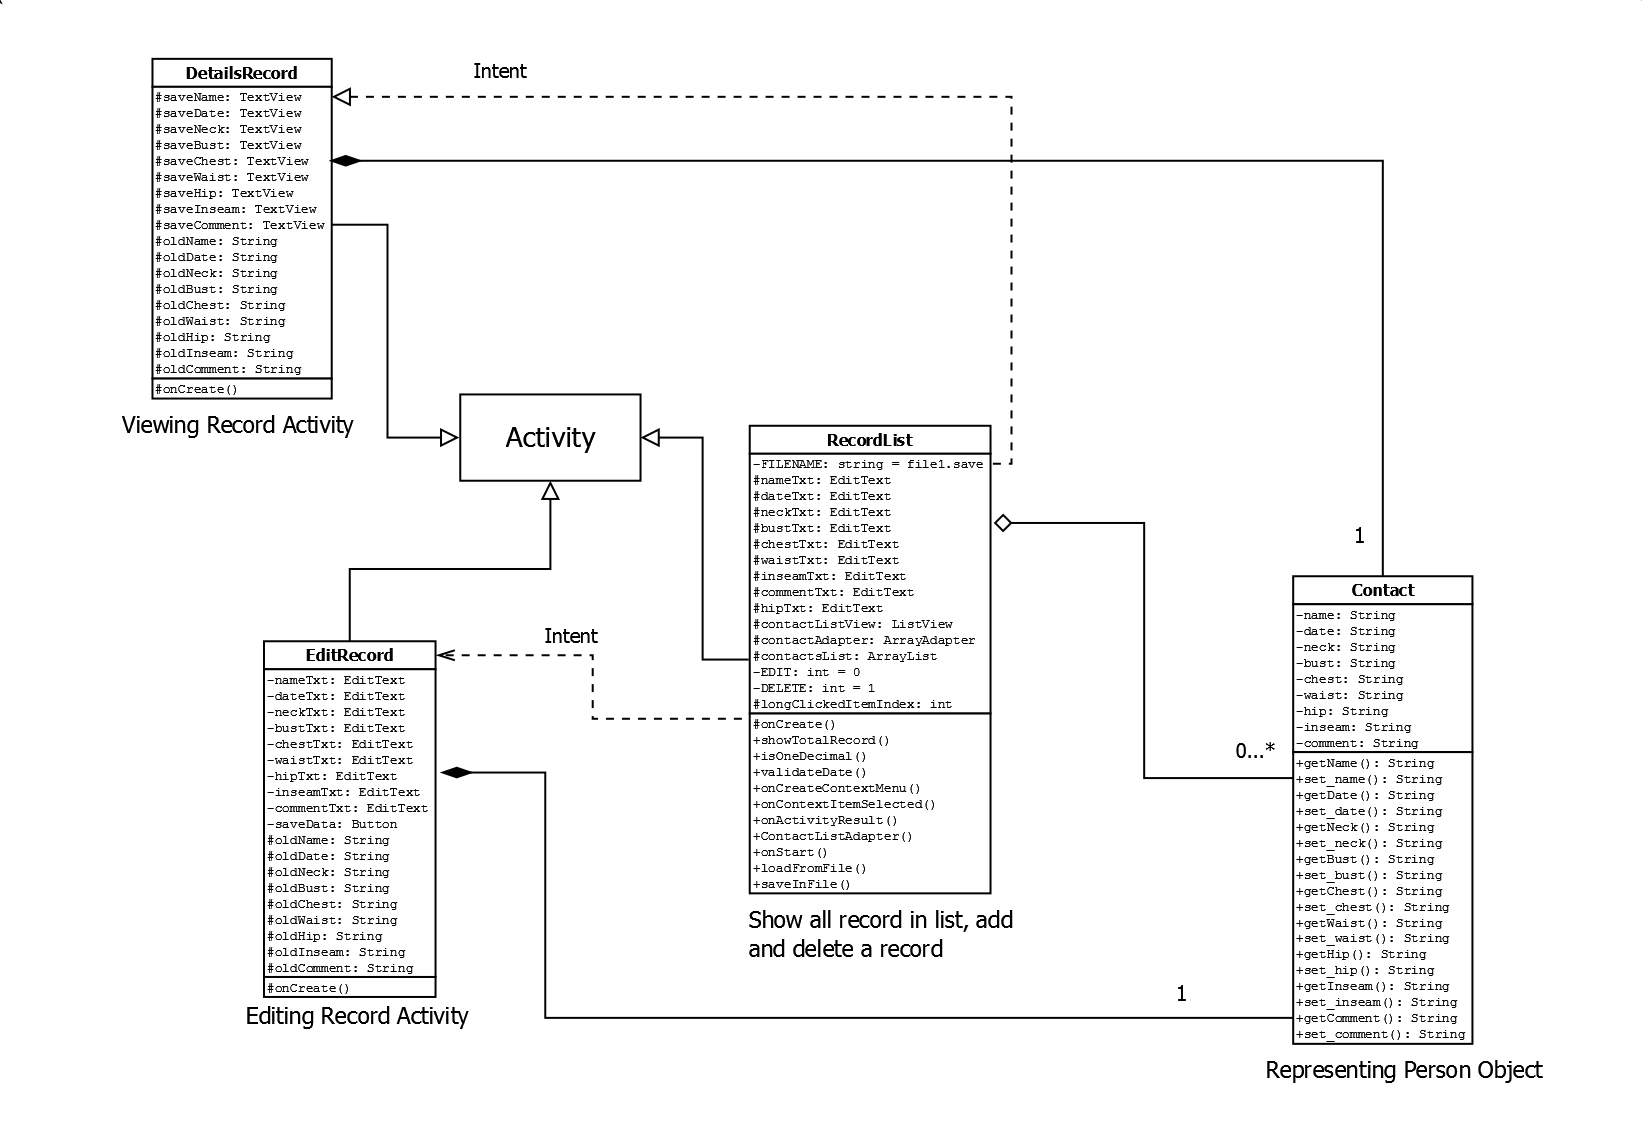 Intent
DetailsRecord
#saveName: TextView
#saveDate: TextView
#saveNeck: TextView
#saveBust: TextView
#saveChest: TextView
#saveWaist: TextView
#saveHip: TextView
#saveInseam: TextView
#saveComment: TextView
#oldName: String
#oldDate: String
#oldNeck: String
#oldBust: String
#oldChest: String
#oldWaist: String
#oldHip: String
#oldInseam: String
#oldComment: String
#onCreate()
Viewing Record Activity
Activity
RecordList
-FILENAME: string = file1.save
#nameTxt: EditText
#dateTxt: EditText
#neckTxt: EditText
#bustTxt: EditText
#chestTxt: EditText
#waistTxt: EditText
#inseamTxt: EditText
#commentTxt: EditText
#hipTxt: EditText
#contactListView: ListView
#contactAdapter: ArrayAdapter
#contactsList: ArrayList
-EDIT: int = 0
-DELETE: int = 1
#longClickedItemIndex: int
#onCreate()
+showTotalRecord()
+isOneDecimal()
+validateDate()
+onCreateContextMenu()
+onContextItemSelected()
+onActivityResult()
+ContactListAdapter()
+onStart()
+loadFromFile()
+saveInFile()
Show all record in list, add
and delete a record
Intent
EditRecord
-nameTxt: EditText
-dateTxt: EditText
-neckTxt: EditText
-bustTxt: EditText
-chestTxt: EditText
-waistTxt: EditText
-hipTxt: EditText
-inseamTxt: EditText
-commentTxt: EditText
-saveData: Button
#oldName: String
#oldDate: String
#oldNeck: String
#oldBust: String
#oldChest: String
#oldWaist: String
#oldHip: String
#oldInseam: String
#oldComment: String
#onCreate()
Editing Record Activity
1
0...*
1
Contact
-name: String
-date: String
-neck: String
-bust: String
-chest: String
-waist: String
-hip: String
-inseam: String
-comment: String
+getName(): String
+set_name(): String
+getDate(): String
+set_date(): String
+getNeck(): String
+set_neck(): String
+getBust(): String
+set_bust(): String
+getChest(): String
+set_chest(): String
+getWaist(): String
+set_waist(): String
+getHip(): String
+set_hip(): String
+getInseam(): String
+set_inseam(): String
+getComment(): String
+set_comment(): String
Representing Person Object